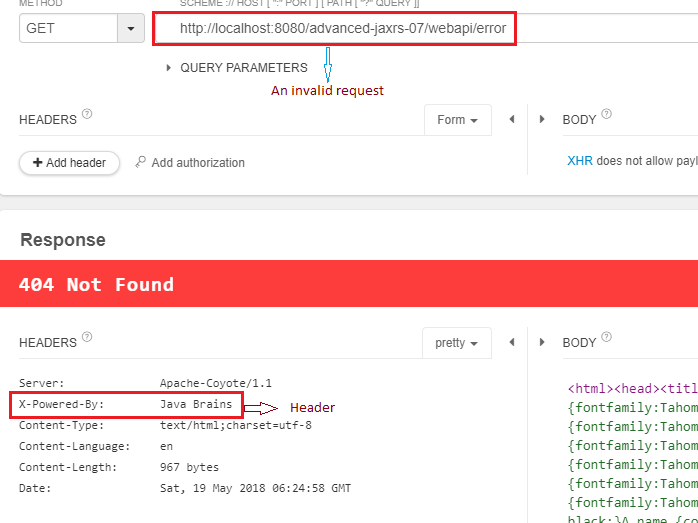 METHOD
SCHEME :// HOST [ ":" PORT ] [ PATH [ "?" QUERY ]]
GET
http://localhost:8080/advanced-jaxrs-07/webapi/error
QUERY PARAMETERS
An invalid request
HEADERS ?
Form
BODY ?
+ Add header
Add authorization
XHR does not allow payl
Response
404 Not Found
HEADERS ?
pretty
BODY ?
Server: Apache-Coyote/1.1
X-Powered-By: Java Brains
Header
Content-Type: text/html;charset=utf-8
Content-Language: en
Content-Length: 967 bytes
Date: Sat, 19 May 2018 06:24:58 GMT
<html><head><titl
{fontfamily:Tahom
{fontfamily:Tahom
{fontfamily:Tahom
{fontfamily:Tahom
{fontfamily:Tahom
{fontfamily:Tahom
black;}A.name {co